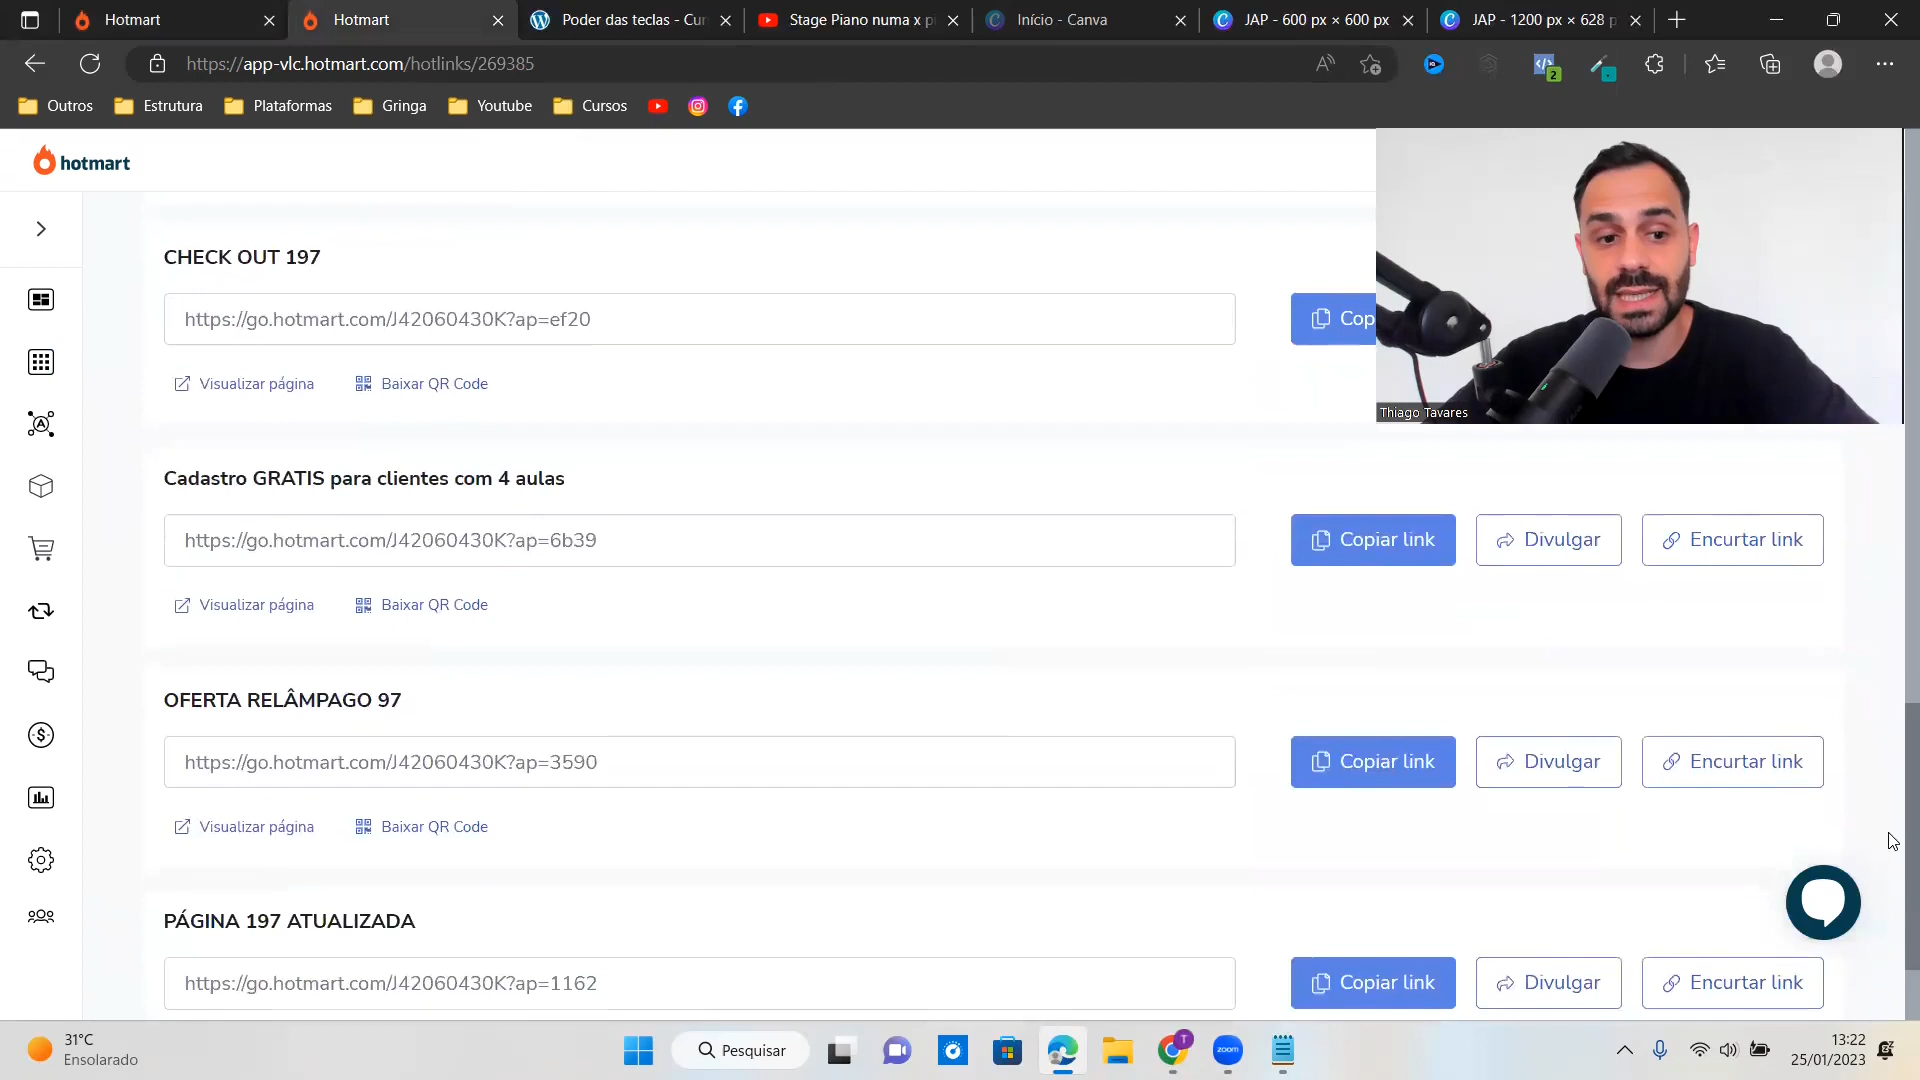 Hotmart
Hotmart
Poder das teclas - Cur
Stage Piano numa x p
Início - Canva
JAP - 600 px × 600 px
JAP - 1200 px × 628 p
https://app-vlc.hotmart.com/hotlinks/269385
2
Outros
Estrutura
Plataformas
Gringa
Youtube
Cursos
hotmart
CHECK OUT 197
https://go.hotmart.com/J42060430K?ap=ef20
Cop
Visualizar página
Baixar QR Code
Thiago Tavares
Cadastro GRATIS para clientes com 4 aulas
https://go.hotmart.com/J42060430K?ap=6b39
Copiar link
Divulgar
Encurtar link
Visualizar página
Baixar QR Code
OFERTA RELÂMPAGO 97
https://go.hotmart.com/J42060430K?ap=3590
Copiar link
Divulgar
Encurtar link
Visualizar página
Baixar QR Code
PÁGINA 197 ATUALIZADA
https://go.hotmart.com/J42060430K?ap=1162
Copiar link
Divulgar
Encurtar link
31°C
Ensolarado
Pesquisar
T
zoom
13:22
25/01/2023